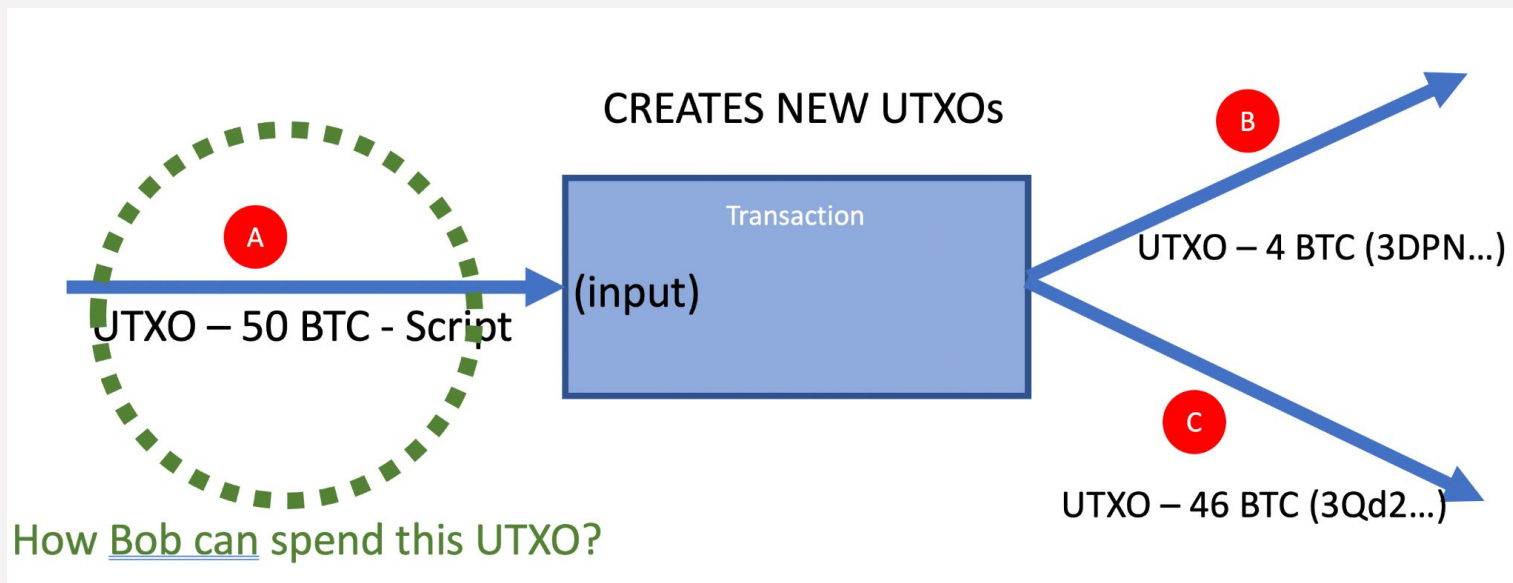 CREATES NEW UTXOs
B
Transaction
A
UTXO – 4 BTC (3DPN...)
(input)
UTXO – 50 BTC - Script
C
UTXO – 46 BTC (3Qd2...)
How Bob can spend this UTXO?